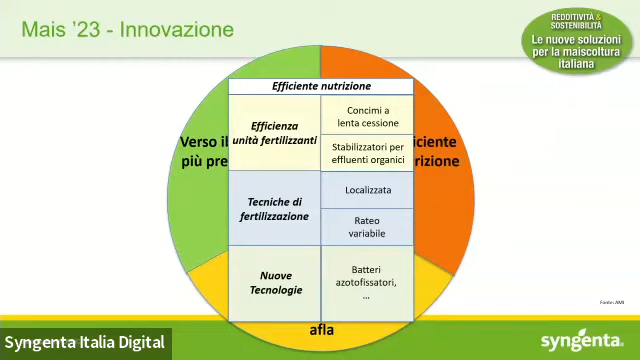 Mais ’23 - Innovazione
REDDITIVITÀ &
SOSTENIBILITÀ
Le nuove soluzioni
per la maiscoltura
italiana
Efficiente nutrizione
Verso il
più pre
Efficienza
unità fertilizzanti
Concimi a
lenta cessione
Stabilizzatori per
effluenti organici
iciente
rizione
Tecniche di
fertilizzazione
Localizzata
Rateo
variabile
Nuove
Tecnologie
Batteri
azotofissatori,
...
afla
Fonte: AMI
Syngenta Italia Digital
syngenta